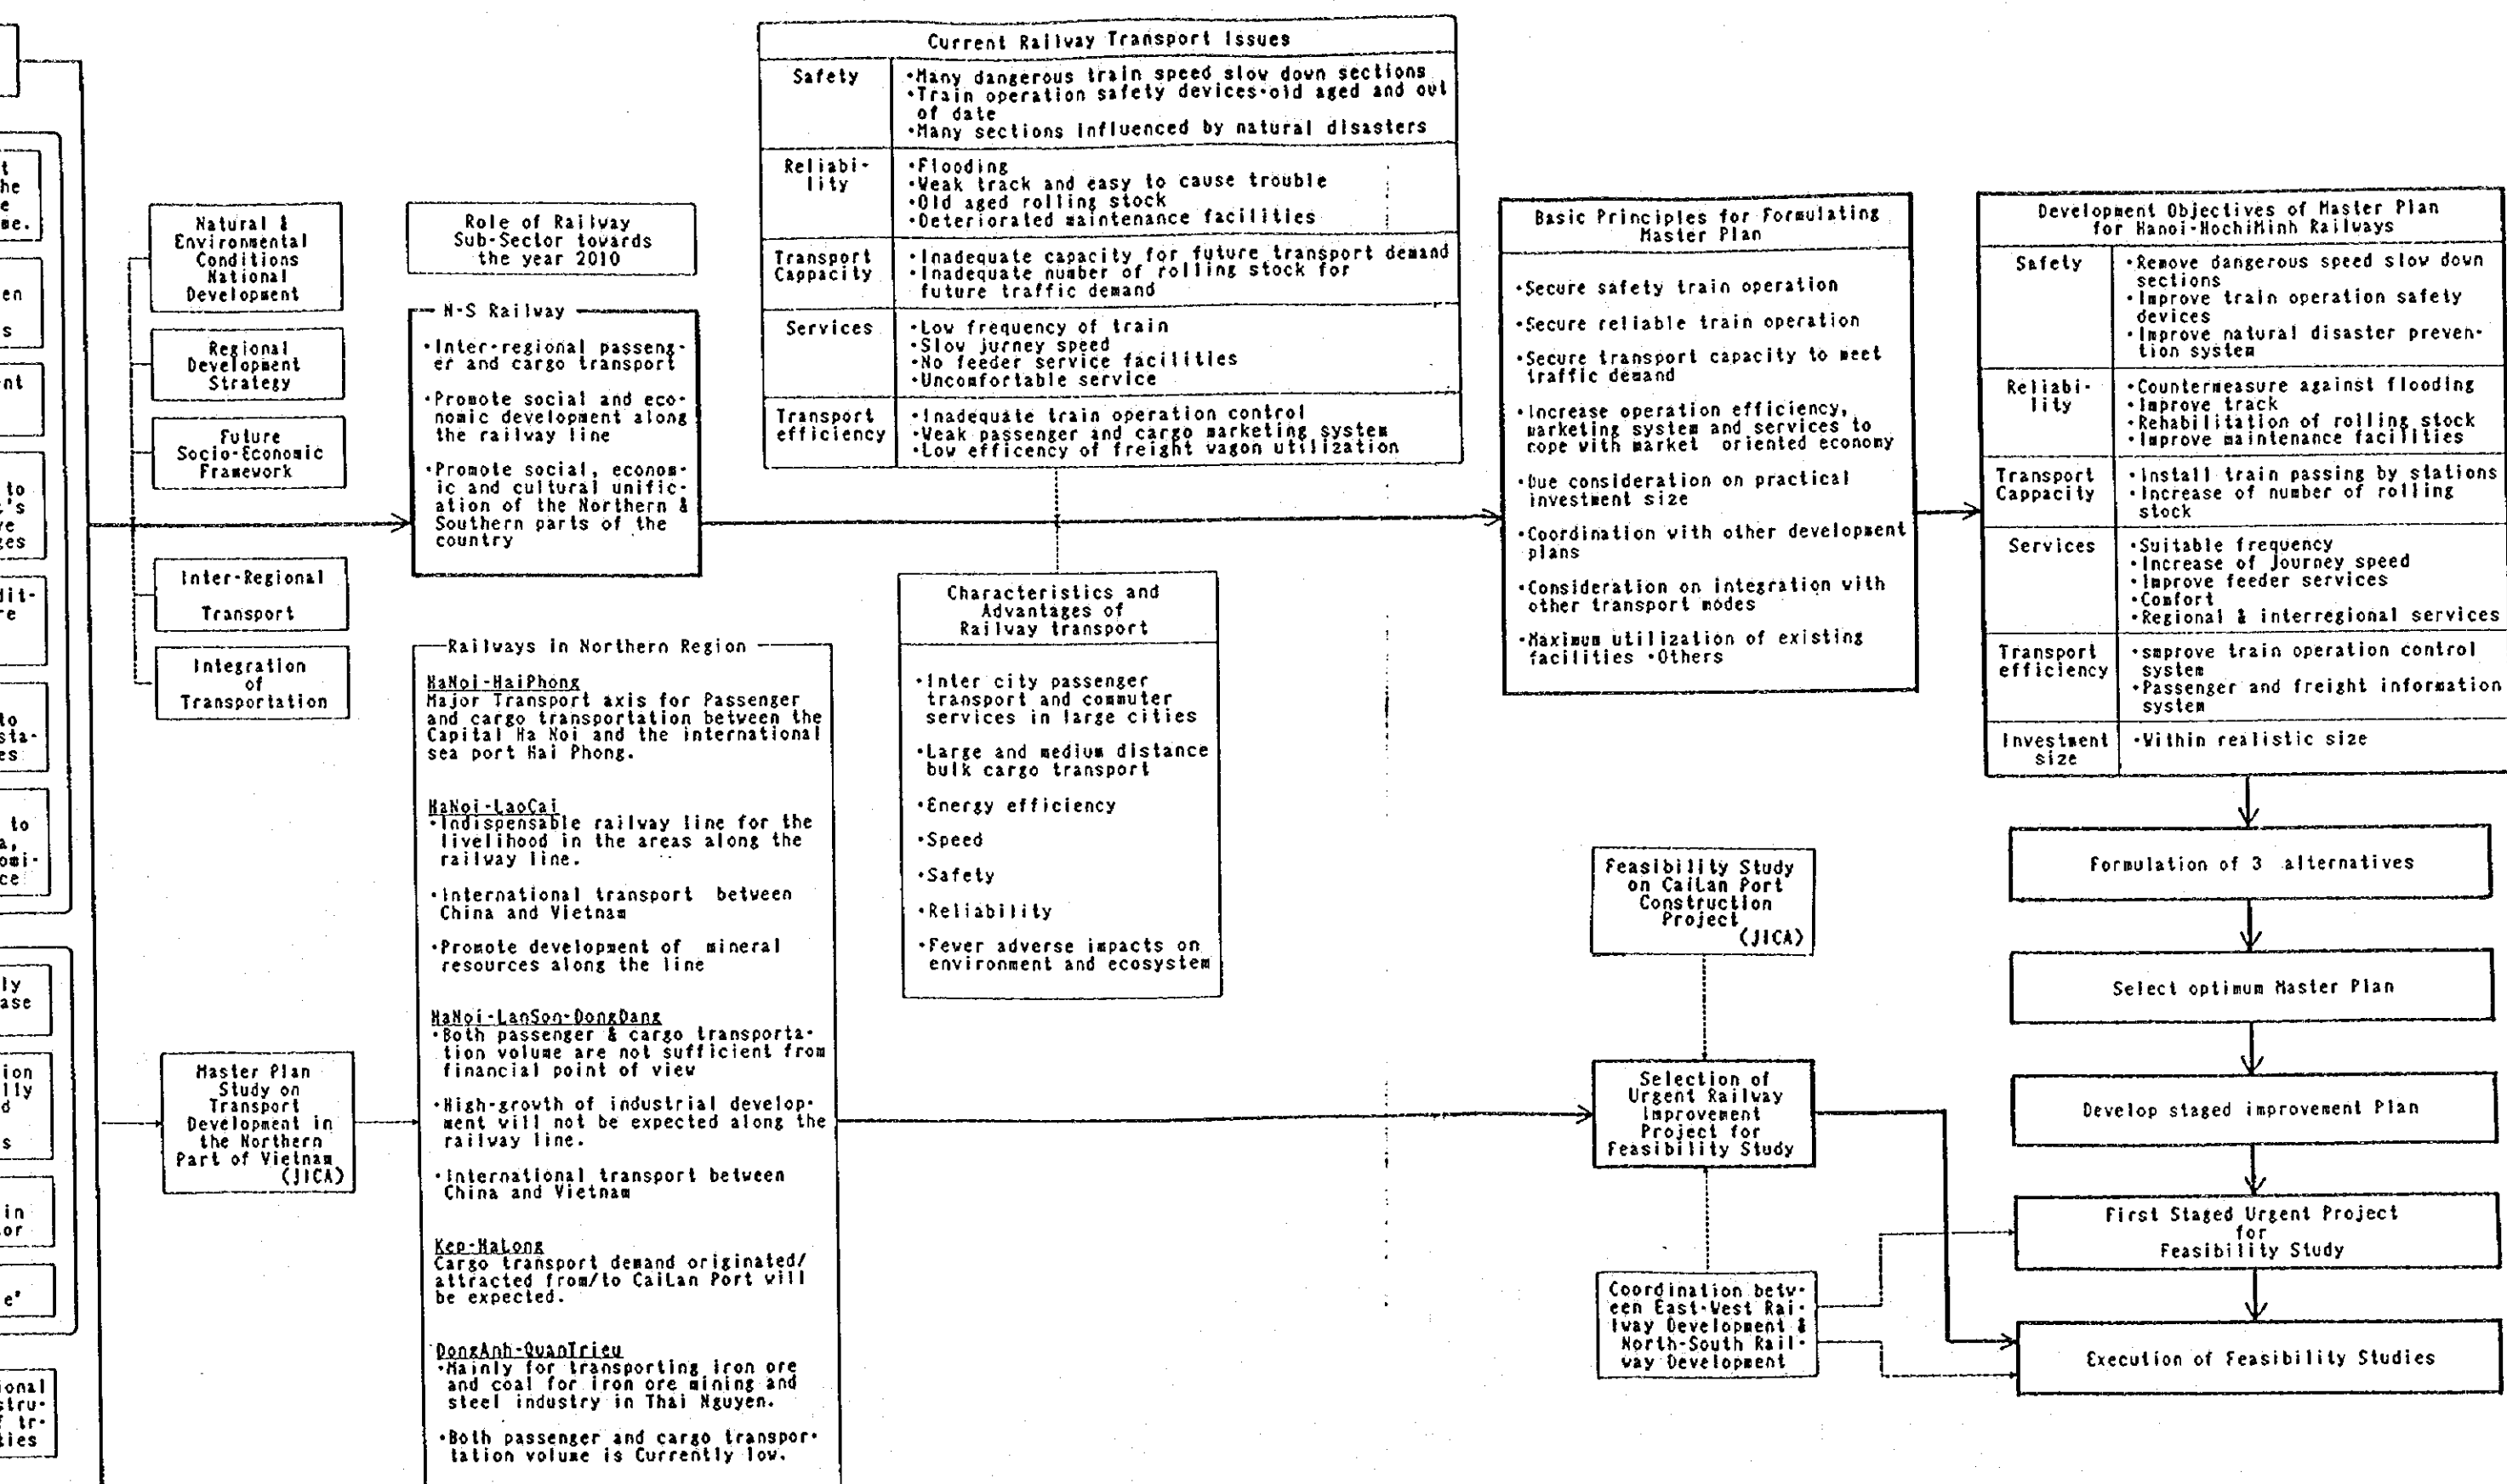 t
he
e
me.
en
s
nt
to
t's
ve
ges
dit-
re
to
sta-
es
to
a,
omi-
ce
ly
ase
ion
lly
d
s
in
or
e'
ional
stru-
f tr-
ties
Natural &
Environmental
Conditions
National
Development
Regional
Development
Strategy
Future
Socio-Economic
Framework
Inter-Regional
Transport
Integration
of
Transportation
Master Plan
Study on
Transport
Development in
the Northern
Part of Vietnam
(JICA)
Role of Railway
Sub-Sector towards
the year 2010
N-S Railway
•Inter-regional passeng-
er and cargo transport
•Promote social and eco-
nomic development along
the railway line
•Promote social, econom-
ic and cultural unific-
ation of the Northern &
Southern parts of the
country
Railways in Northern Region
HaNoi-HaiPhong
Major Transport axis for Passenger
and cargo transportation between the
Capital Ha Noi and the international
sea port Hai Phong.
HaNoi-LaoCai
•Indispensable railway line for the
livelihood in the areas along the
railway line.
•International transport between
China and Vietnam
•Promote development of mineral
resources along the line
HaNoi-LanSon-DongDang
•Both passenger & cargo transporta-
tion volume are not sufficient from
financial point of view
•High-growth of industrial develop-
ment will not be expected along the
railway line.
•International transport between
China and Vietnam
Kep-HaLong
Cargo transport demand originated/
attracted from/to CaiLan Port will
be expected.
DongAnh-QuanTrieu
•Mainly for transporting iron ore
and coal for iron ore mining and
steel industry in Thai Nguyen.
•Both passenger and cargo transpor-
tation volume is Currently low.
Current Railway Transport Issues
Safety
•Many dangerous train speed slow down sections
•Train operation safety devices•old aged and out
of date
•Many sections influenced by natural disasters
Reliabi-
lity
•Flooding
•Weak track and easy to cause trouble
•Old aged rolling stock
•Deteriorated maintenance facilities
Transport
Cappacity
•Inadequate capacity for future transport demand
•Inadequate number of rolling stock for
future traffic demand
Services
•Low frequency of train
•Slow jurney speed
•No feeder service facilities
•Uncomfortable service
Transport
efficiency
•Inadequate train operation control
•Weak passenger and cargo marketing system
•Low efficency of freight wagon utilization
Characteristics and
Advantages of
Railway transport
•Inter city passenger
transport and commuter
services in large cities
•Large and medium distance
bulk cargo transport
•Energy efficiency
•Speed
•Safety
•Reliability
•Fewer adverse impacts on
environment and ecosystem
Basic Principles for Formulating
Master Plan
•Secure safety train operation
•Secure reliable train operation
•Secure transport capacity to meet
traffic demand
•Increase operation efficiency,
marketing system and services to
cope with market oriented economy
•Due consideration on practical
investment size
•Coordination with other development
plans
•Consideration on integration with
other transport modes
•Maximum utilization of existing
facilities •Others
Feasibility Study
on CaiLan Port
Construction
Project
(JICA)
Selection of
Urgent Railway
Improvement
Project for
Feasibility Study
Coordination betw-
een East-West Rai-
lway Development &
North-South Rail-
way Development
Development Objectives of Master Plan
for Hanoi-HochiMinh Railways
Safety
•Remove dangerous speed slow down
sections
•Improve train operation safety
devices
•Improve natural disaster preven-
tion system
Reliabi-
lity
•Countermeasure against flooding
•Improve track
•Rehabilitation of rolling stock
•Improve maintenance facilities
Transport
Cappacity
•Install train passing by stations
•Increase of number of rolling
stock
Services
•Suitable frequency
•Increase of Journey speed
•Improve feeder services
•Comfort
•Regional & interregional services
Transport
efficiency
•smprove train operation control
system
•Passenger and freight information
system
Investment
size
•Within realistic size
Formulation of 3 alternatives
Select optimum Master Plan
Develop staged improvement Plan
First Staged Urgent Project
for
Feasibility Study
Execution of Feasibility Studies